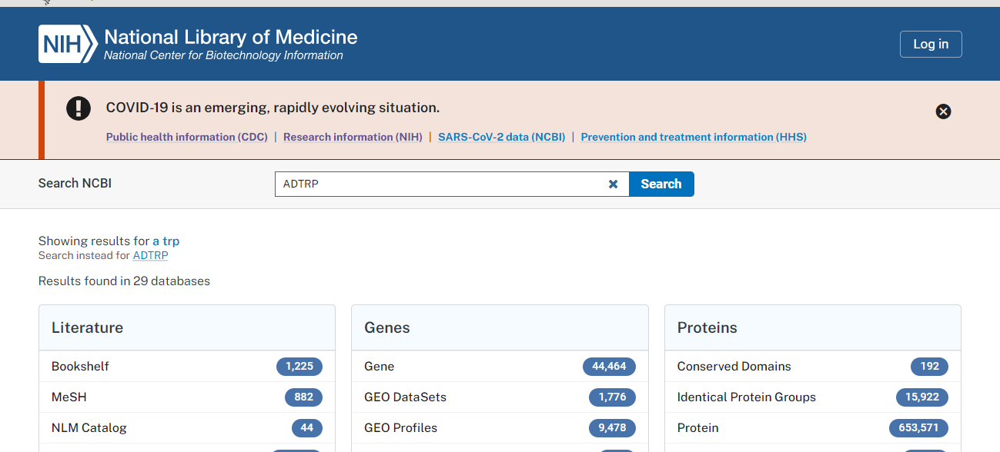 NIH National Library of Medicine
National Center for Biotechnology Information
Log in
COVID-19 is an emerging, rapidly evolving situation.
Public health information (CDC) | Research information (NIH) | SARS-CoV-2 data (NCBI) | Prevention and treatment information (HHS)
Search NCBI
ADTRP
Search
Showing results for a trp
Search instead for ADTRP
Results found in 29 databases
Literature
Bookshelf 1,225
MeSH 882
NLM Catalog 44
Genes
Gene 44,464
GEO DataSets 1,776
GEO Profiles 9,478
Proteins
Conserved Domains 192
Identical Protein Groups 15,922
Protein 653,571